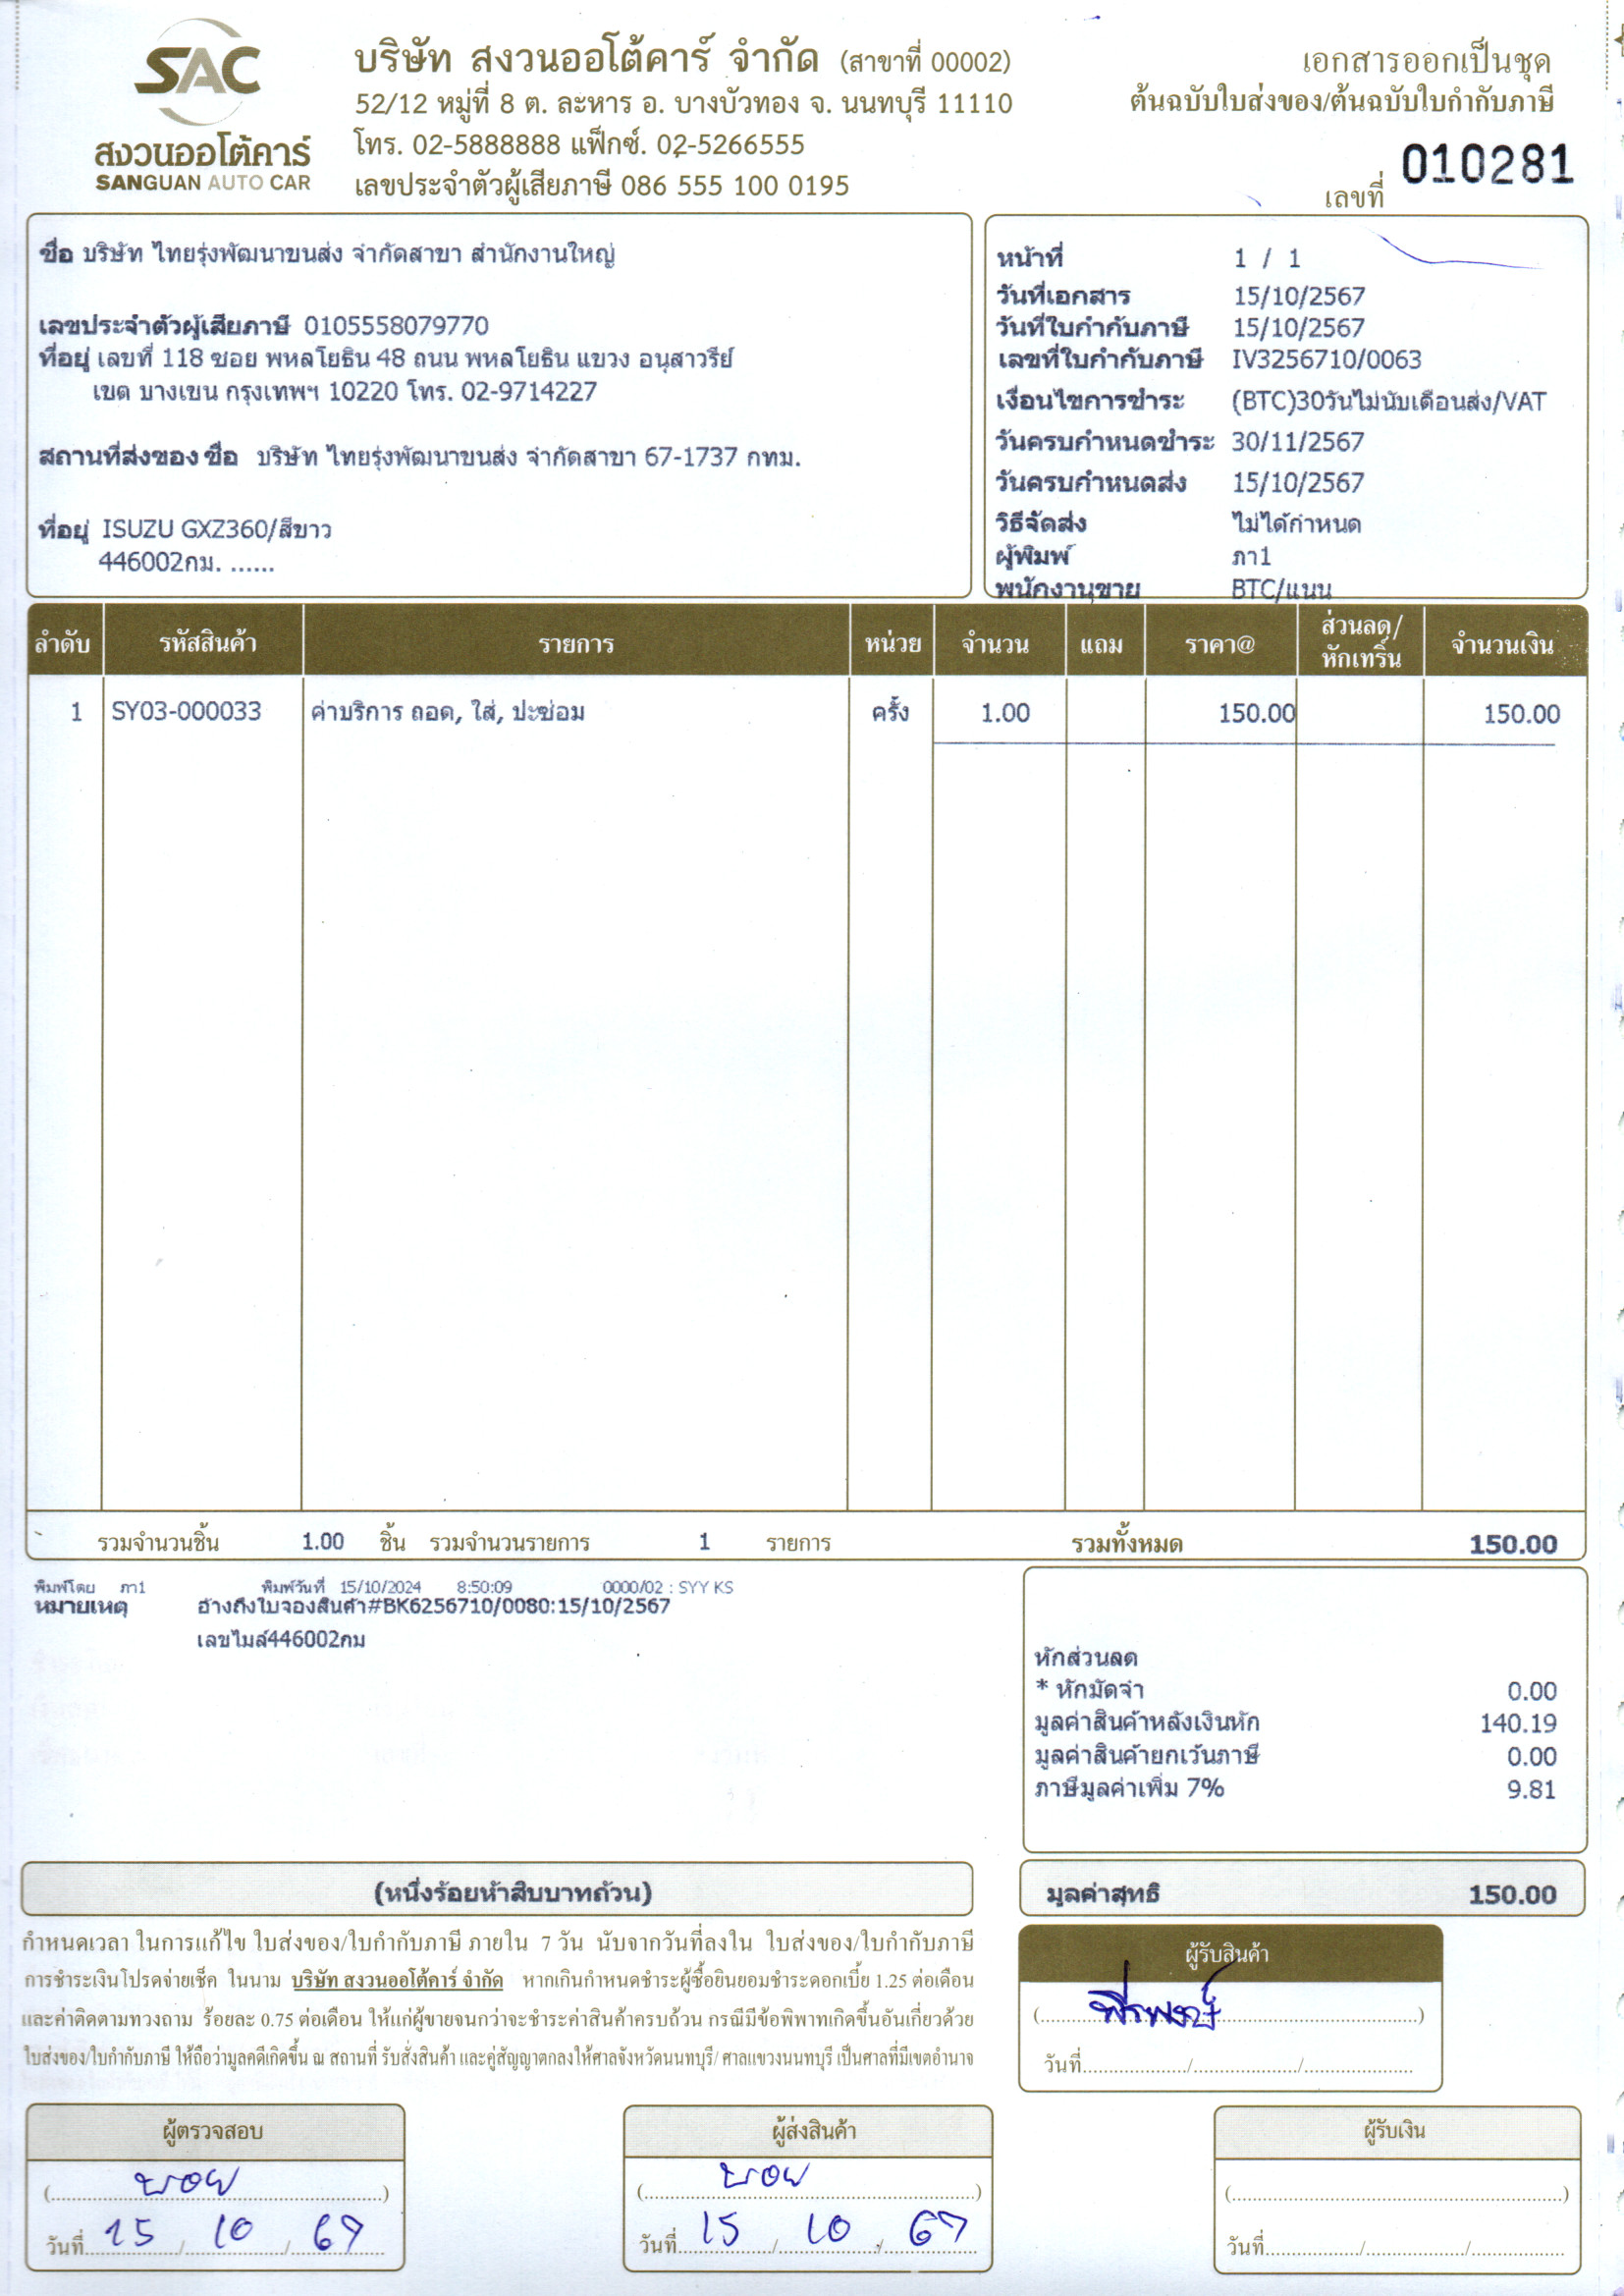 SAC
สงวนออโต้คาร์
SANGUAN AUTO CAR
บริษัท สงวนออโต้คาร์ จำกัด (สาขาที่ 00002)
52/12 หมู่ที่ 8 ต. ละหาร อ. บางบัวทอง จ. นนทบุรี 11110
โทร. 02-5888888 แฟ็กซ์. 02-5266555
เลขประจำตัวผู้เสียภาษี 086 555 100 0195
เอกสารออกเป็นชุด
ต้นฉบับใบส่งของ/ต้นฉบับใบกำกับภาษี
เลขที่ 010281
ชื่อ บริษัท ไทยรุ่งพัฒนาขนส่ง จำกัดสาขา สำนักงานใหญ่
เลขประจำตัวผู้เสียภาษี 0105558079770
ที่อยู่ เลขที่ 118 ซอย พหลโยธิน 48 ถนน พหลโยธิน แขวง อนุสาวรีย์
เขต บางเขน กรุงเทพฯ 10220 โทร. 02-9714227
สถานที่ส่งของ ชื่อ บริษัท ไทยรุ่งพัฒนาขนส่ง จำกัดสาขา 67-1737 กทม.
ที่อยู่ ISUZU GXZ360/สีขาว
446002กม. ......
หน้าที่ 1 / 1
วันที่เอกสาร 15/10/2567
วันที่ใบกำกับภาษี 15/10/2567
เลขที่ใบกำกับภาษี IV3256710/0063
เงื่อนไขการชำระ (BTC)30วันไม่นับเดือนส่ง/VAT
วันครบกำหนดชำระ 30/11/2567
วันครบกำหนดส่ง 15/10/2567
วิธีจัดส่ง ไม่ได้กำหนด
ผู้พิมพ์ ภา1
พนักงานขาย BTC/แนน
ลำดับ รหัสสินค้า รายการ หน่วย จำนวน แถม ราคา@ ส่วนลด/หักเทริ์น จำนวนเงิน
1 SY03-000033 ค่าบริการ ถอด, ใส่, ปะซ่อม ครั้ง 1.00 150.00 150.00
รวมจำนวนชิ้น 1.00 ชิ้น รวมจำนวนรายการ 1 รายการ รวมทั้งหมด 150.00
พิมพ์โดย ภา1 พิมพ์วันที่ 15/10/2024 8:50:09 0000/02 : SYY KS
หมายเหตุ อ้างถึงใบจองสินค้า#BK6256710/0080:15/10/2567
เลขไมล์446002กม
หักส่วนลด
* หักมัดจำ 0.00
มูลค่าสินค้าหลังเงินหัก 140.19
มูลค่าสินค้ายกเว้นภาษี 0.00
ภาษีมูลค่าเพิ่ม 7% 9.81
(หนึ่งร้อยห้าสิบบาทถ้วน)
มูลค่าสุทธิ 150.00
กำหนดเวลา ในการแก้ไข ใบส่งของ/ใบกำกับภาษี ภายใน 7 วัน นับจากวันที่ลงใน ใบส่งของ/ใบกำกับภาษี
การชำระเงินโปรดจ่ายเช็ค ในนาม บริษัท สงวนออโต้คาร์ จำกัด หากเกินกำหนดชำระผู้ซื้อยินยอมชำระดอกเบี้ย 1.25 ต่อเดือน
และค่าติดตามทวงถาม ร้อยละ 0.75 ต่อเดือน ให้แก่ผู้ขายจนกว่าจะชำระค่าสินค้าครบถ้วน กรณีมีข้อพิพาทเกิดขึ้นอันเกี่ยวด้วย
ใบส่งของ/ใบกำกับภาษี ให้ถือว่ามูลคดีเกิดขึ้น ณ สถานที่ รับสั่งสินค้า และคู่สัญญาตกลงให้ศาลจังหวัดนนทบุรี/ ศาลแขวงนนทบุรี เป็นศาลที่มีเขตอำนาจ
ผู้รับสินค้า
(พีรพงษ์)
วันที่......../......../........
ผู้ตรวจสอบ
วันที่ 15 / 10 / 67
ผู้ส่งสินค้า
วันที่ 15 / 10 / 67
ผู้รับเงิน
(................)
วันที่......../......../........